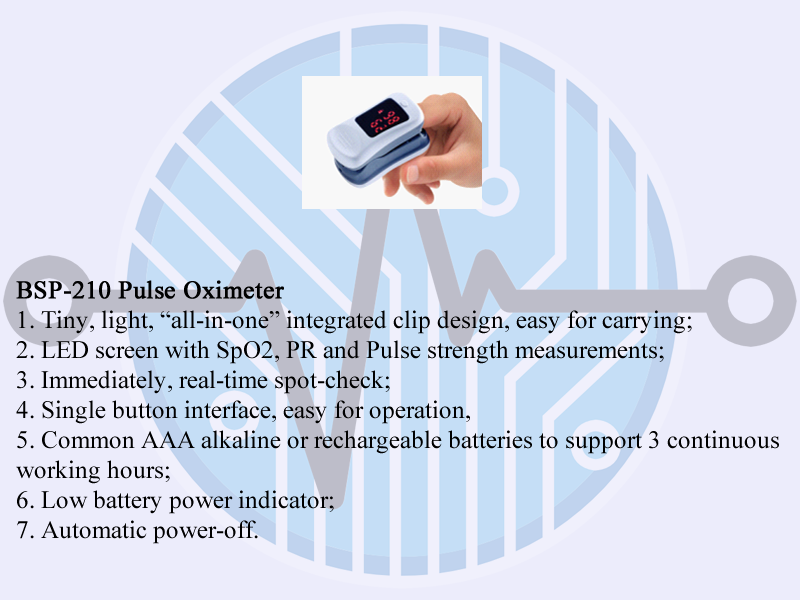 BSP-210 Pulse Oximeter
1. Tiny, light, “all-in-one” integrated clip design, easy for carrying;
2. LED screen with SpO2, PR and Pulse strength measurements;
3. Immediately, real-time spot-check;
4. Single button interface, easy for operation,
5. Common AAA alkaline or rechargeable batteries to support 3 continuous
working hours;
6. Low battery power indicator;
7. Automatic power-off.